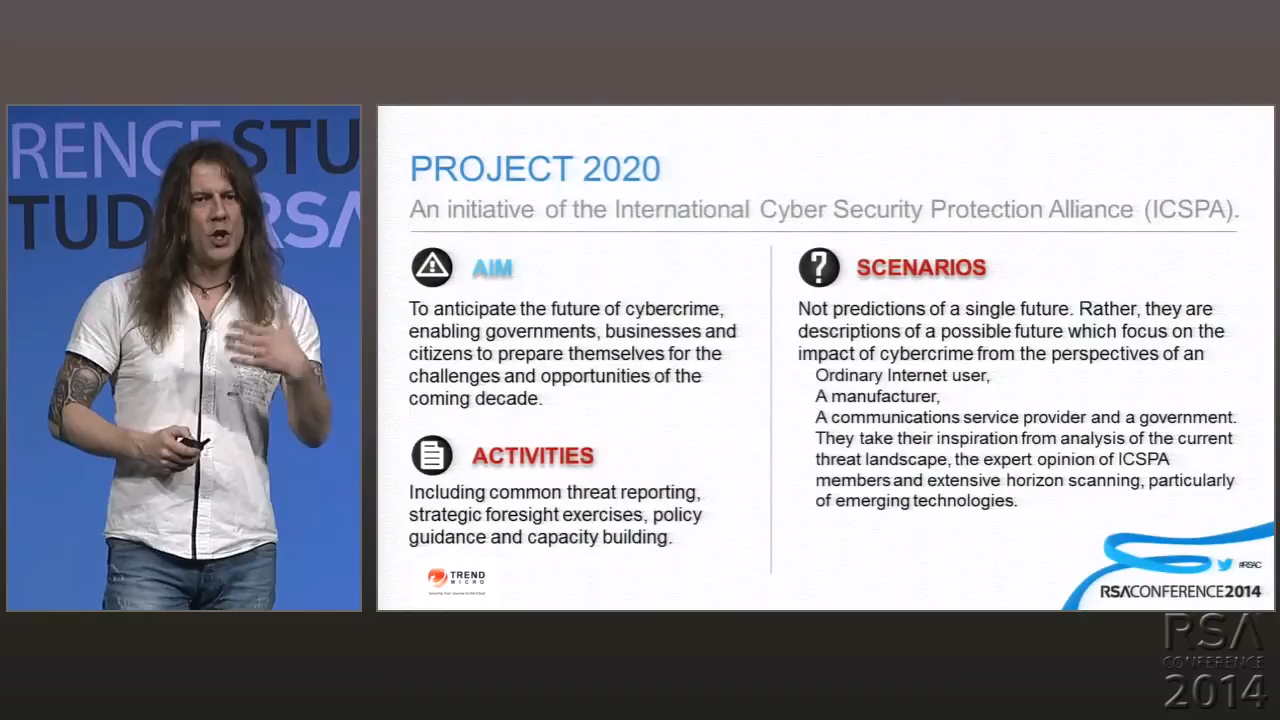 RENCE STU
TUD RSA
PROJECT 2020
An initiative of the International Cyber Security Protection Alliance (ICSPA).
AIM
To anticipate the future of cybercrime,
enabling governments, businesses and
citizens to prepare themselves for the
challenges and opportunities of the
coming decade.
ACTIVITIES
Including common threat reporting,
strategic foresight exercises, policy
guidance and capacity building.
TREND
MICRO
SCENARIOS
Not predictions of a single future. Rather, they are
descriptions of a possible future which focus on the
impact of cybercrime from the perspectives of an
Ordinary Internet user,
A manufacturer,
A communications service provider and a government.
They take their inspiration from analysis of the current
threat landscape, the expert opinion of ICSPA
members and extensive horizon scanning, particularly
of emerging technologies.
#RSAC
RSACONFERENCE2014
RSA
CONFERENCE
2014